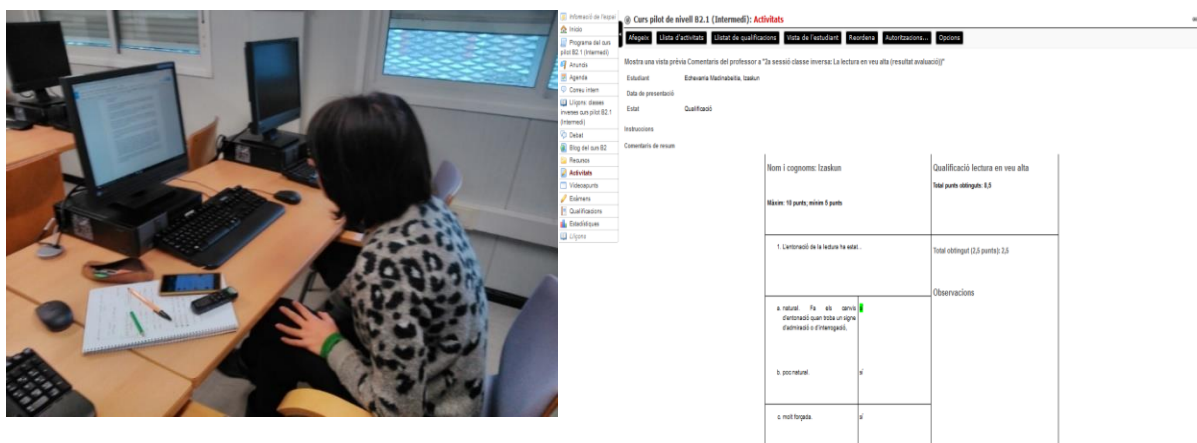 Informació de l'espai
Inicio
Programa del curs
pilot B2.1 (Intermedi)
Anuncis
Agenda
Correu intern
Lliçons: classes
inverses curs pilot B2.1
(Intermedi)
Debat
Blog del curs B2
Recursos
Activitats
Videoapunts
Exàmens
Qualificacions
Estadístiques
Lliçons
Curs pilot de nivell B2.1 (Intermedi): Activitats
Afegeix Llista d'activitats Llistat de qualificacions Vista de l'estudiant Reordena Autoritzacions... Opcions
Mostra una vista prèvia Comentaris del professor a "2a sessió classe inversa: La lectura en veu alta (resultat avaluació)"
Estudiant Echevarria Madinabeitia, Izaskun
Data de presentació
Estat Qualificació
Instruccions
Comentaris de resum
Nom i cognoms: Izaskun
Màxim: 10 punts; mínim 5 punts
Qualificació lectura en veu alta
Total punts obtinguts: 8,5
1. L'entonació de la lectura ha estat...
Total obtingut (2,5 punts): 2,5
Observacions
a. natural. Fa els canvis
d'entonació quan troba un signe
d'admiració o d'interrogació.
b. poc natural. sí
c. molt forçada. sí